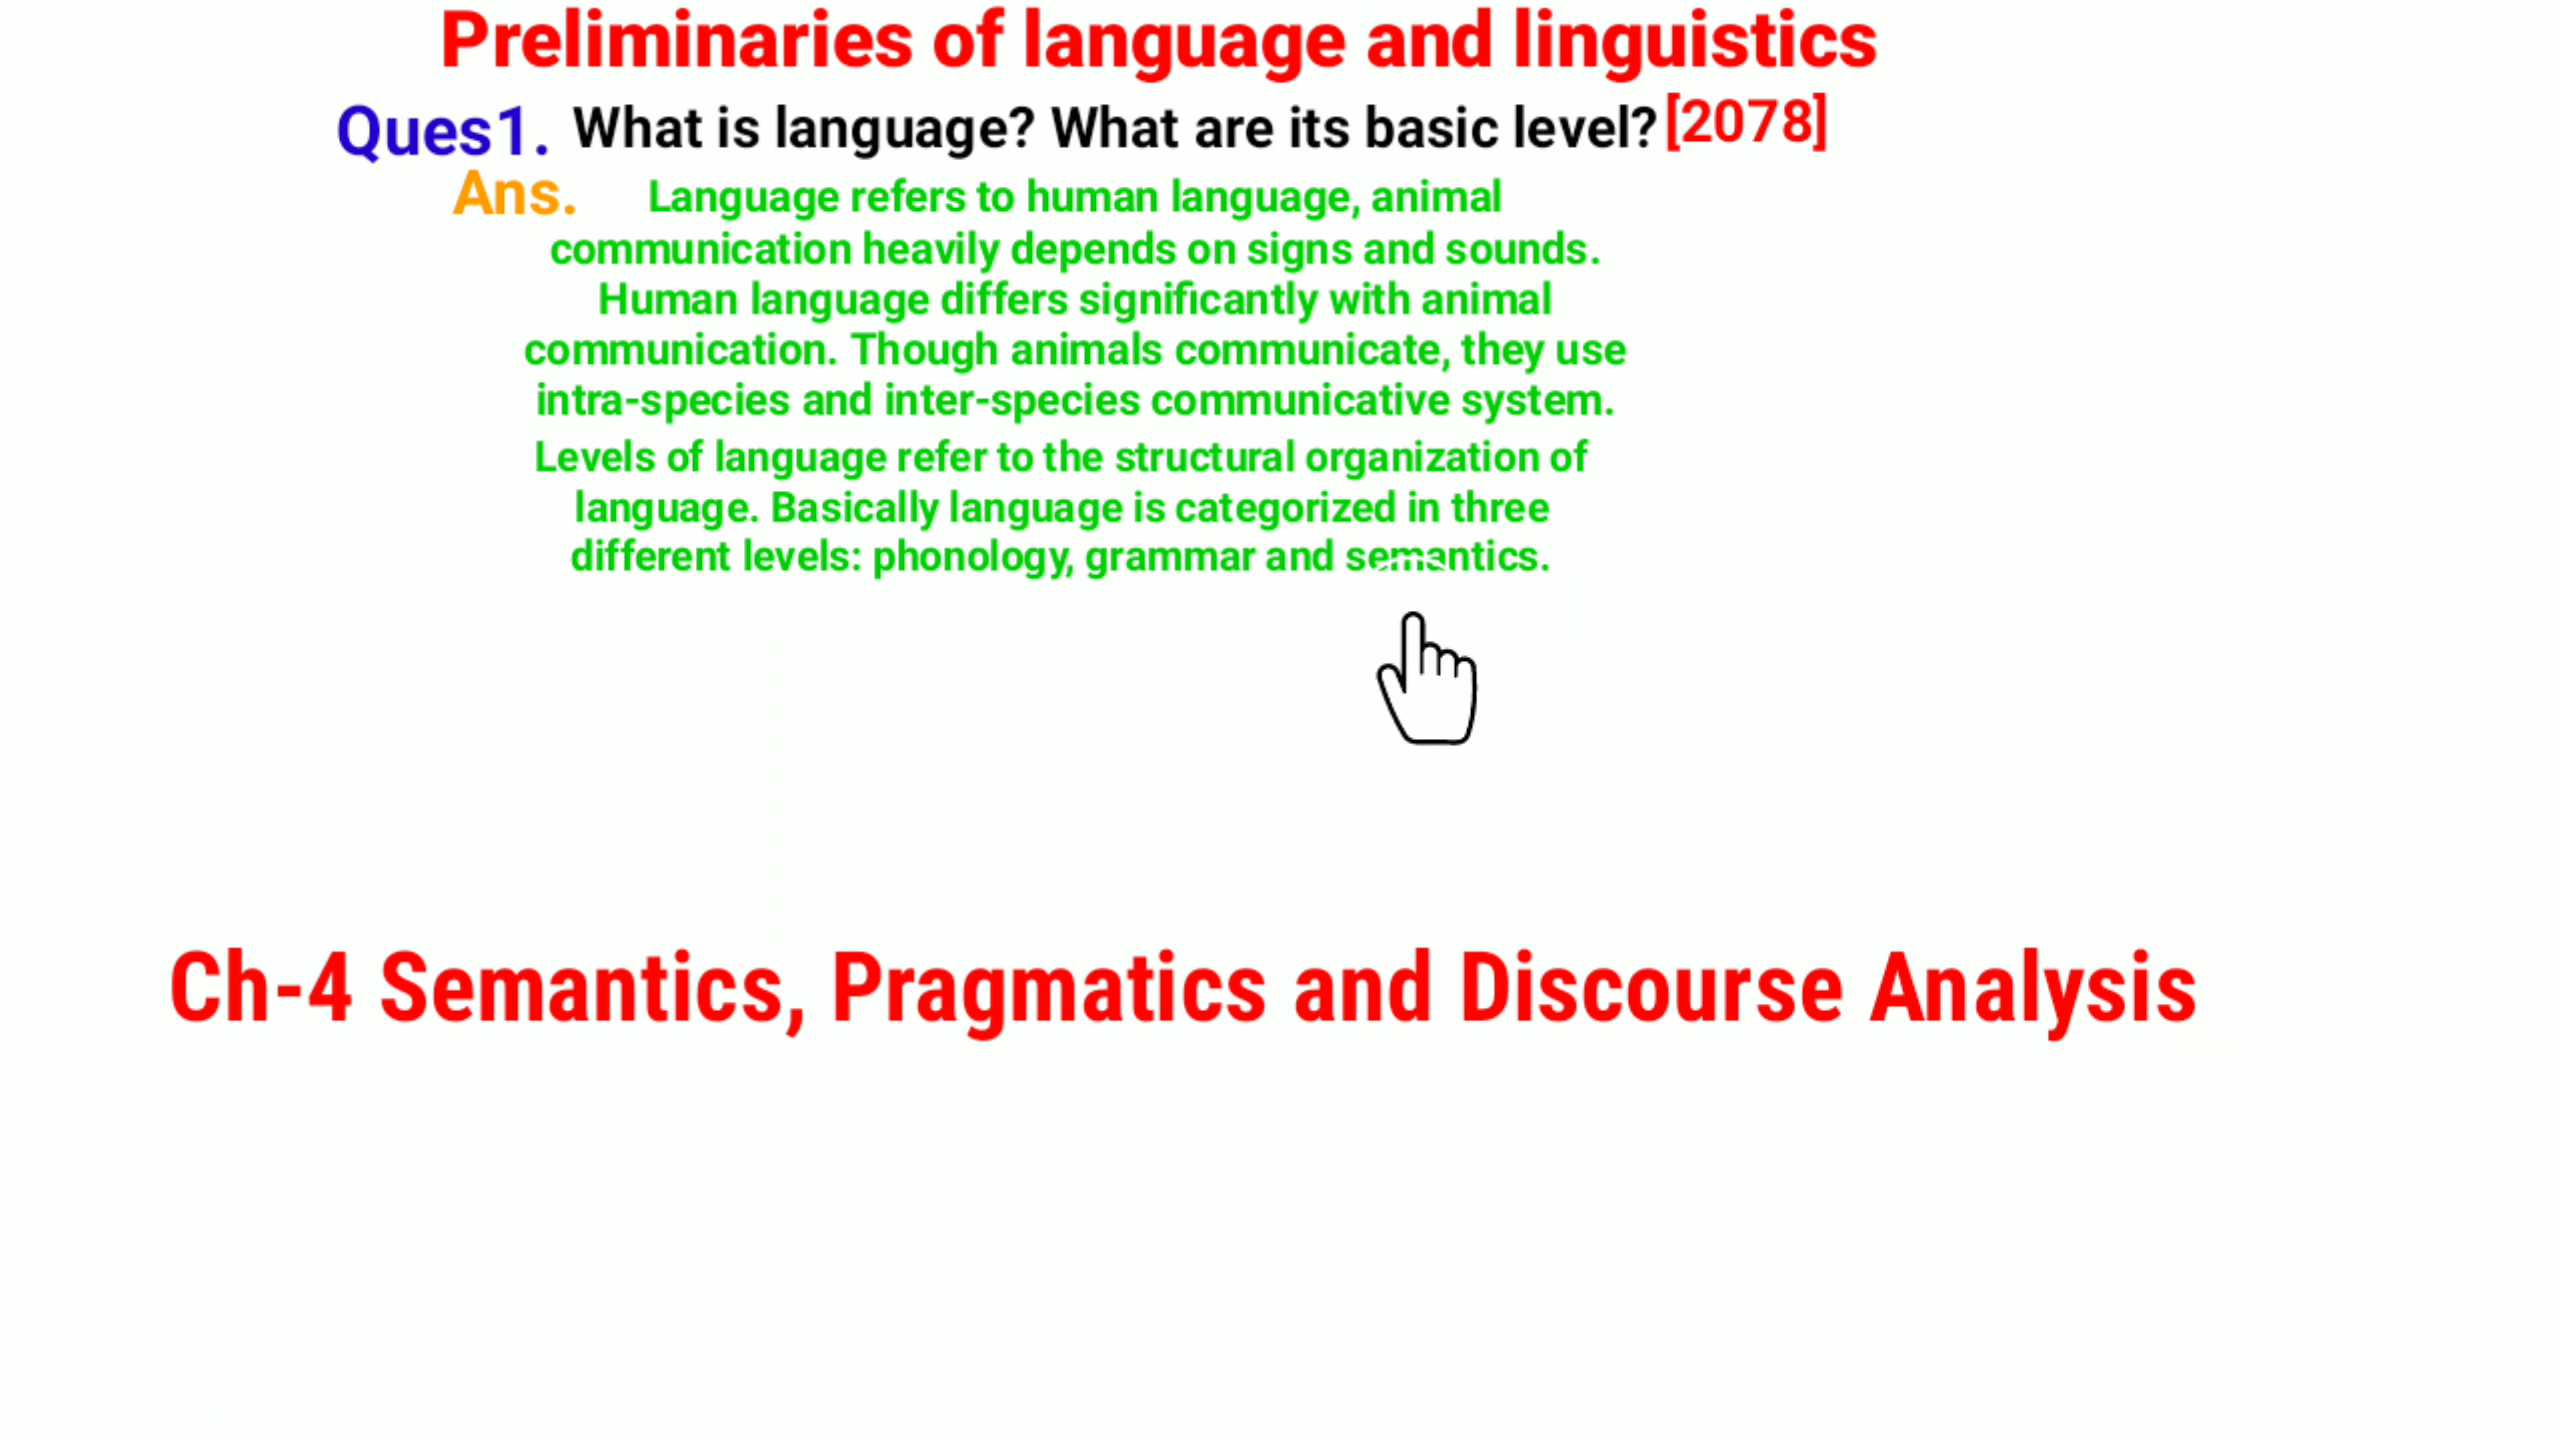 Preliminaries of language and linguistics
Ques1. What is language? What are its basic level? [2078]
Ans. Language refers to human language, animal
communication heavily depends on signs and sounds.
Human language differs significantly with animal
communication. Though animals communicate, they use
intra-species and inter-species communicative system.
Levels of language refer to the structural organization of
language. Basically language is categorized in three
different levels: phonology, grammar and semantics.
Ch-4 Semantics, Pragmatics and Discourse Analysis